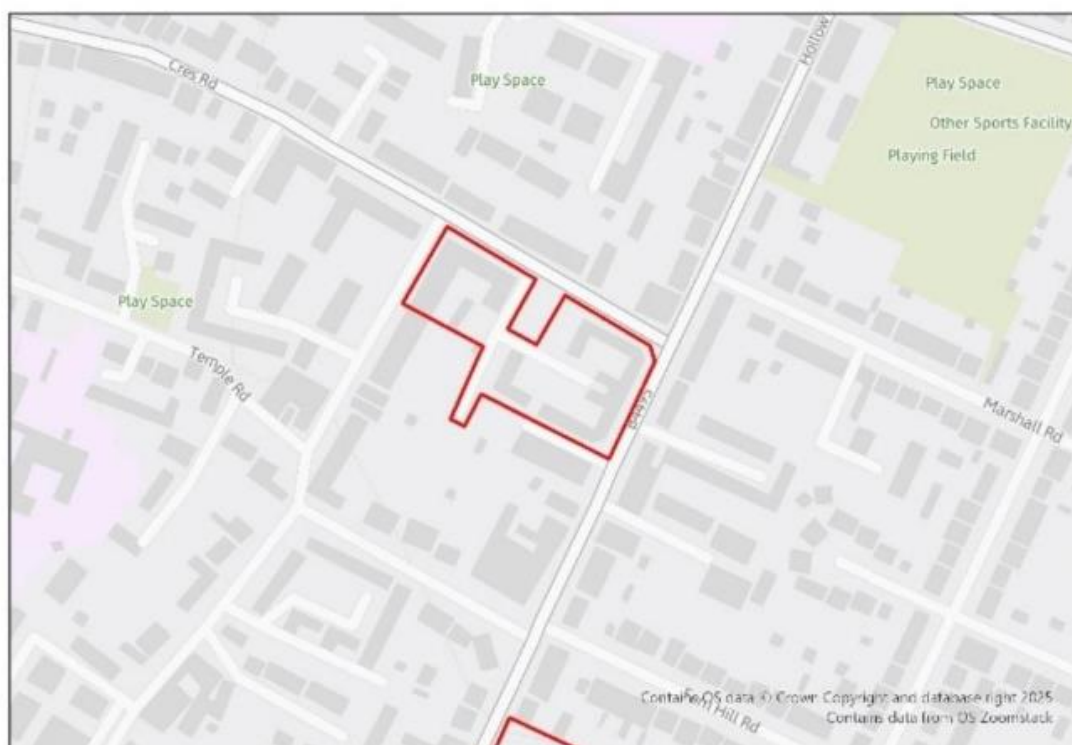 Hollow
Cres Rd
Play Space
Play Space
Other Sports Facility
Playing Field
Play Space
Temple Rd
B4495
Marshall Rd
Hill Rd
Contains OS data © Crown Copyright and database right 2025
Contains data from OS Zoomstack